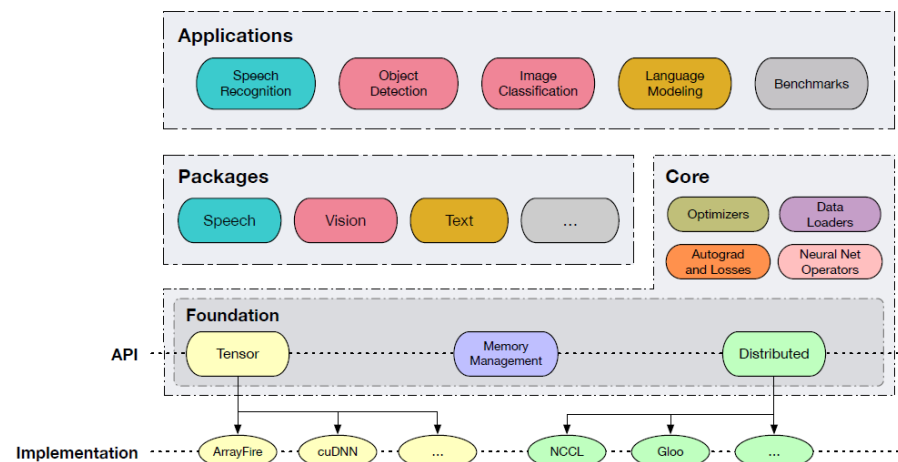 Applications
Speech
Recognition
Object
Detection
Image
Classification
Language
Modeling
Benchmarks
Packages
Speech
Vision
Text
...
Core
Optimizers
Data
Loaders
Autograd
and Losses
Neural Net
Operators
Foundation
API
Tensor
Memory
Management
Distributed
Implementation
ArrayFire
cuDNN
...
NCCL
Gloo
...